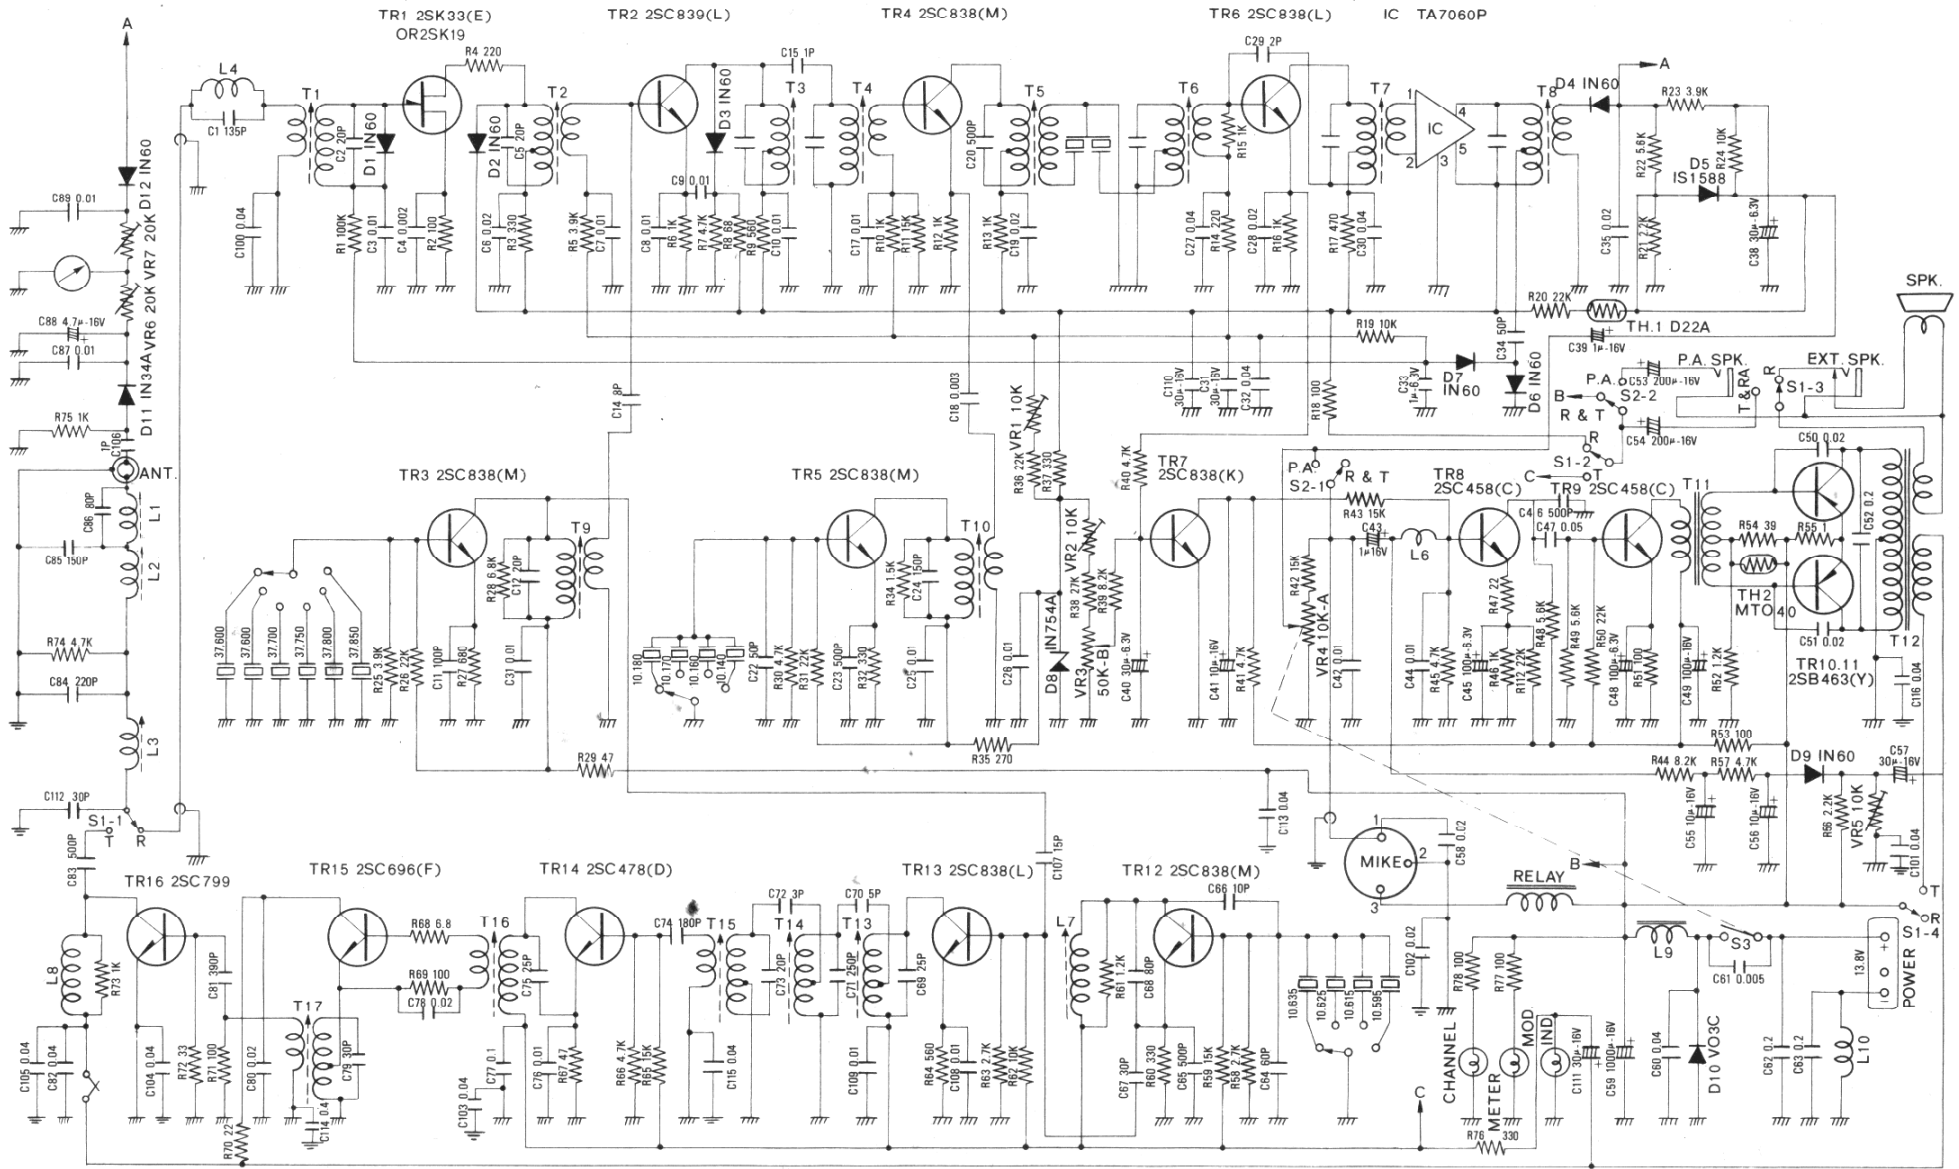 TR1 2SK33(E)
OR2SK19
TR2 2SC839(L)
TR4 2SC838(M)
TR6 2SC838(L)
IC TA7060P
A
L4
C1 135P
T1
C2 20P
D1 IN60
R4 220
D2 IN60
C5 20P
T2
D3 IN60
C15 1P
T3
T4
C20 500P
T5
T6
C29 2P
R15 1K
T7
1
2
IC
3
4
5
T8
D4 IN60
A
R23 3.9K
R22 5.6K
R24 10K
D5
IS1588
D12 IN60
C89 0.01
VR7 20K
VR6 20K
C88 4.7μ-16V
C87 0.01
D11 IN34A
R75 1K
C106
1P
ANT.
C100 0.04
R1 100K
C3 0.01
C4 0.002
R2 100
C6 0.02
R3 330
R5 3.9K
C7 0.01
C8 0.01
R6 1K
C9 0.01
R7 4.7K
R8 68
R9 560
C10 0.01
C17 0.01
R10 1K
R11 15K
R12 1K
R13 1K
C19 0.02
C27 0.04
R14 220
C28 0.02
R16 1K
R17 470
C30 0.04
C35 0.02
R21 2.2K
C38 30μ-6.3V
R20 22K
TH.1 D22A
C39 1μ-16V
C34 50P
R19 10K
D7
IN60
D6 IN60
C33
1μ-6.3V
C110
30μ-16V
C31
30μ-16V
C32 0.04
R18 100
C14 8P
C18 0.003
VR1 10K
R36 22K
R37 330
SPK.
P.A. SPK.
EXT. SPK.
P.A.
C53 200μ-16V
S2-2
B
R & T
C54 200μ-16V
T & RA
R
S1-3
R
S1-2
T
C
C50 0.02
C86 80P
L1
C85 150P
L2
R74 4.7K
C84 220P
L3
C112 30P
S1-1
T
R
C83 500P
TR3 2SC838(M)
37.600
37.600
37.700
37.750
37.800
37.850
R25 3.9K
R26 22K
C11 100P
R27 680
R28 6.8K
C12 20P
C31 0.01
T9
R29 47
TR5 2SC838(M)
10.180
10.170
10.160
10.140
C22 50P
R30 4.7K
R31 22K
C23 500P
R32 330
R34 1.5K
C24 150P
C25 0.01
T10
R35 270
C26 0.01
D8 IN754A
VR2 10K
R38 27K
R39 8.2K
VR3
50K-B
R40 4.7K
C40 30μ-6.3V
TR7
2SC838(K)
C41 10μ-16V
R41 4.7K
P.A.
S2-1
R & T
R43 15K
C43
1μ16V
L6
R42 15K
VR4 10K-A
C42 0.01
C44 0.01
R45 4.7K
TR8
2SC458(C)
C45 100μ-6.3V
R47 22
R46 1K
R112 22K
C46 500P
C47 0.05
R48 5.6K
R49 5.6K
R50 22K
TR9 2SC458(C)
C48 100μ-6.3V
R51 100
C49 100μ-16V
R52 1.2K
T11
R54 39
R55 1
TH2
MTO40
C52 0.2
C51 0.02
T12
TR10.11
2SB463(Y)
C116 0.04
R53 100
R44 8.2K
R57 4.7K
D9 IN60
C57
30μ-16V
C55 10μ-16V
C56 10μ-16V
R56 2.2K
VR5 10K
C101 0.04
T
R
S1-4
C13 0.04
1
MIKE
2
3
C58 0.02
C102 0.02
B
RELAY
TR16 2SC799
TR15 2SC696(F)
TR14 2SC478(D)
TR13 2SC838(L)
TR12 2SC838(M)
L8
R73 1K
C105 0.04
C82 0.04
C104 0.04
R72 33
C81 390P
R71 100
C80 0.02
R70 22
T17
C79 30P
C114 0.4
R68 6.8
R69 100
C78 0.02
T16
C75 25P
C77 0.1
C103 0.04
C76 0.01
R67 47
R66 4.7K
R65 15K
C74 180P
T15
C115 0.04
C72 3P
C73 20P
T14
C70 5P
C71 250P
T13
C69 25P
C109 0.01
R64 560
C108 0.01
R63 2.7K
R62 10K
C107 15P
L7
R61 1.2K
C68 80P
C66 10P
C67 30P
R60 330
C65 500P
R59 15K
R58 2.7K
C64 60P
10.635
10.625
10.615
10.595
C
CHANNEL
METER
MOD
IND
R78 100
R77 100
R76 330
C111 30μ-16V
C59 1000μ-16V
C60 0.04
D10 VO3C
L9
S3
C61 0.005
C62 0.2
C63 0.2
L10
13.8V
POWER
+
−